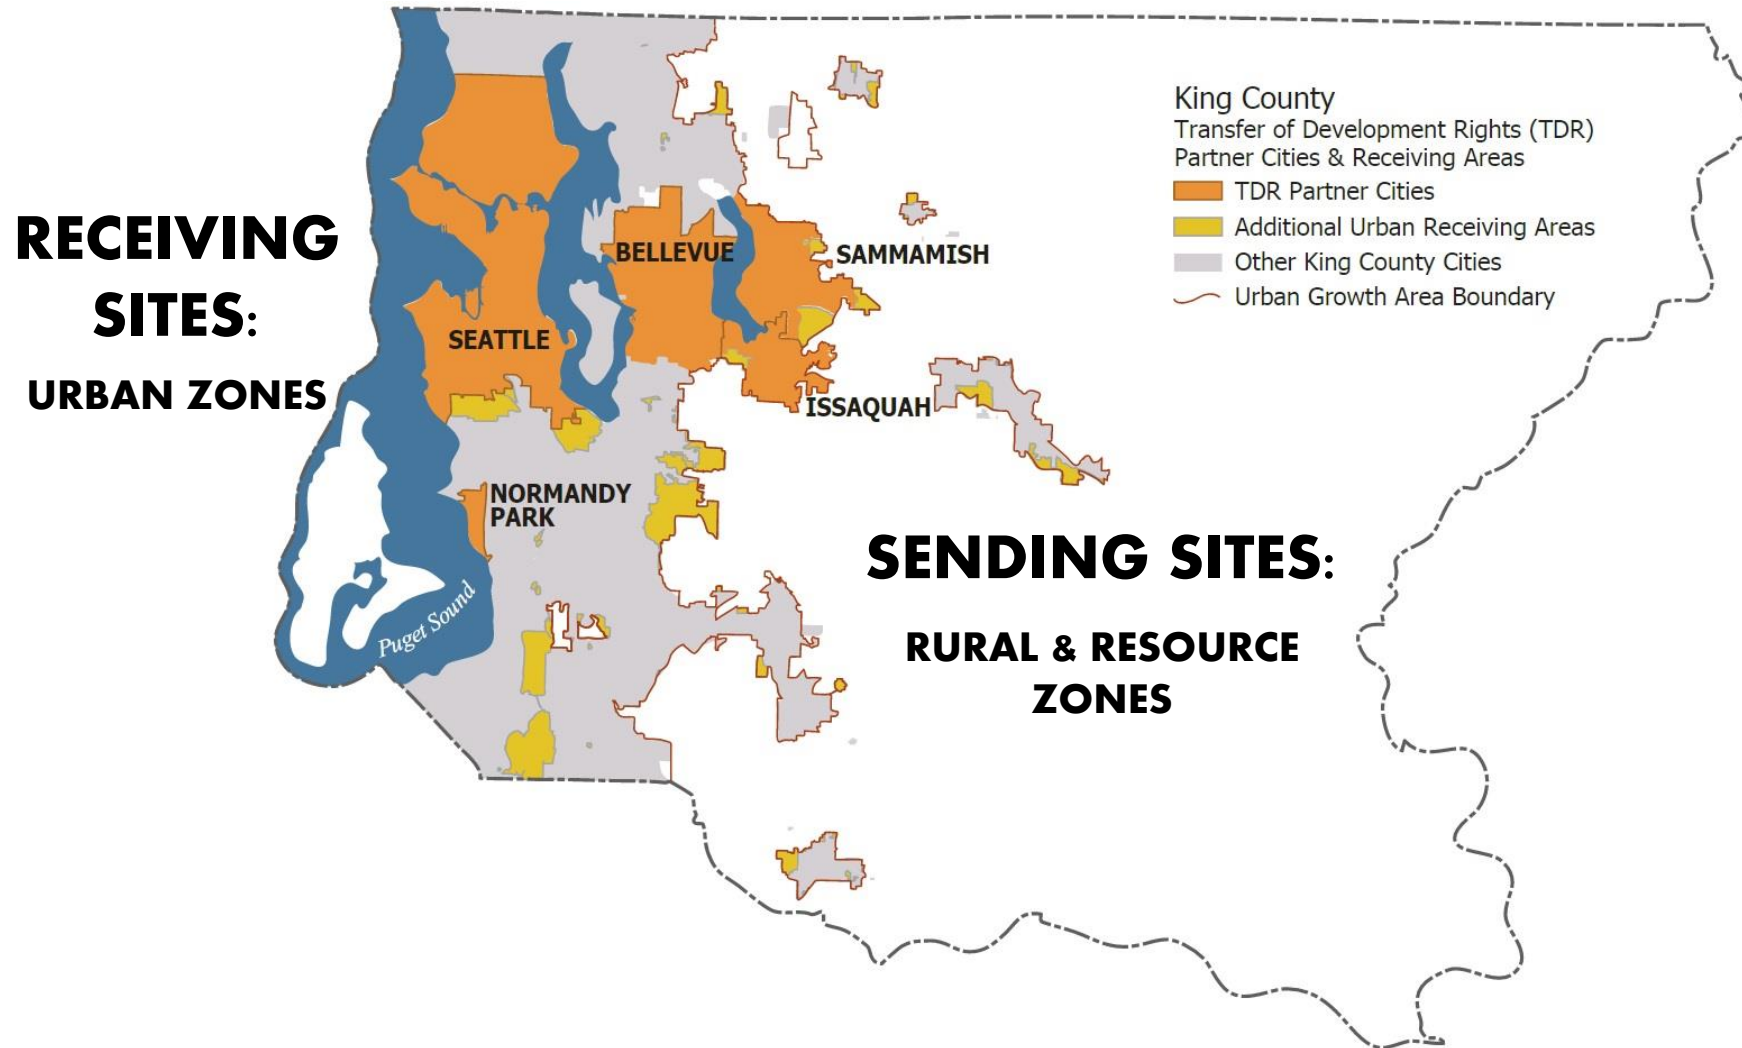 RECEIVING
SITES:
URBAN ZONES
King County
Transfer of Development Rights (TDR)
Partner Cities & Receiving Areas
TDR Partner Cities
Additional Urban Receiving Areas
Other King County Cities
Urban Growth Area Boundary
BELLEVUE
SAMMAMISH
SEATTLE
ISSAQUAH
NORMANDY
PARK
Puget Sound
SENDING SITES:
RURAL & RESOURCE
ZONES